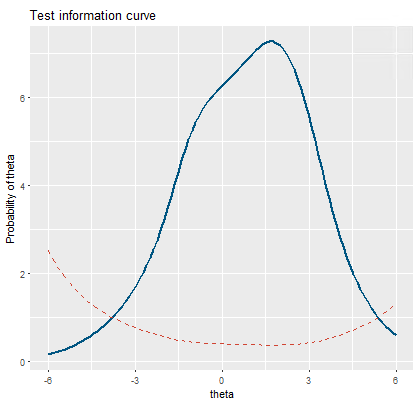 Test information curve
Probability of theta
6
4
2
0
-6 -3 0 3 6
theta